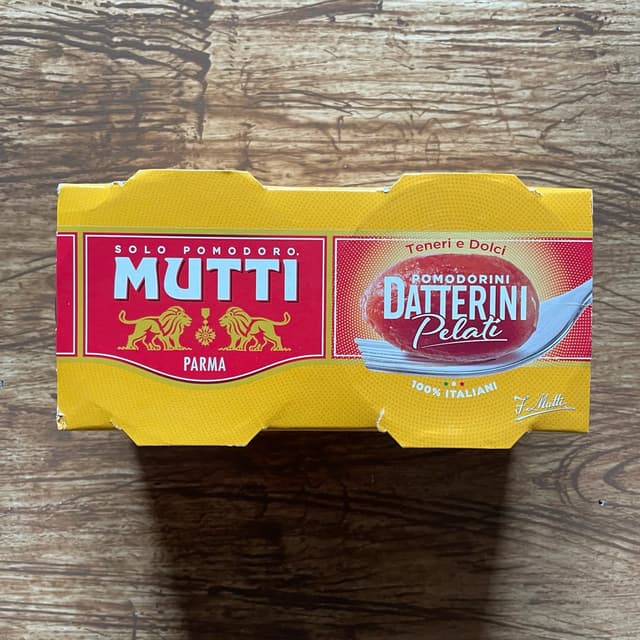 SOLO POMODORO.
MUTTI
PARMA
Teneri e Dolci
POMODORINI
DATTERINI
Pelati
100% ITALIANI
F. Mutti